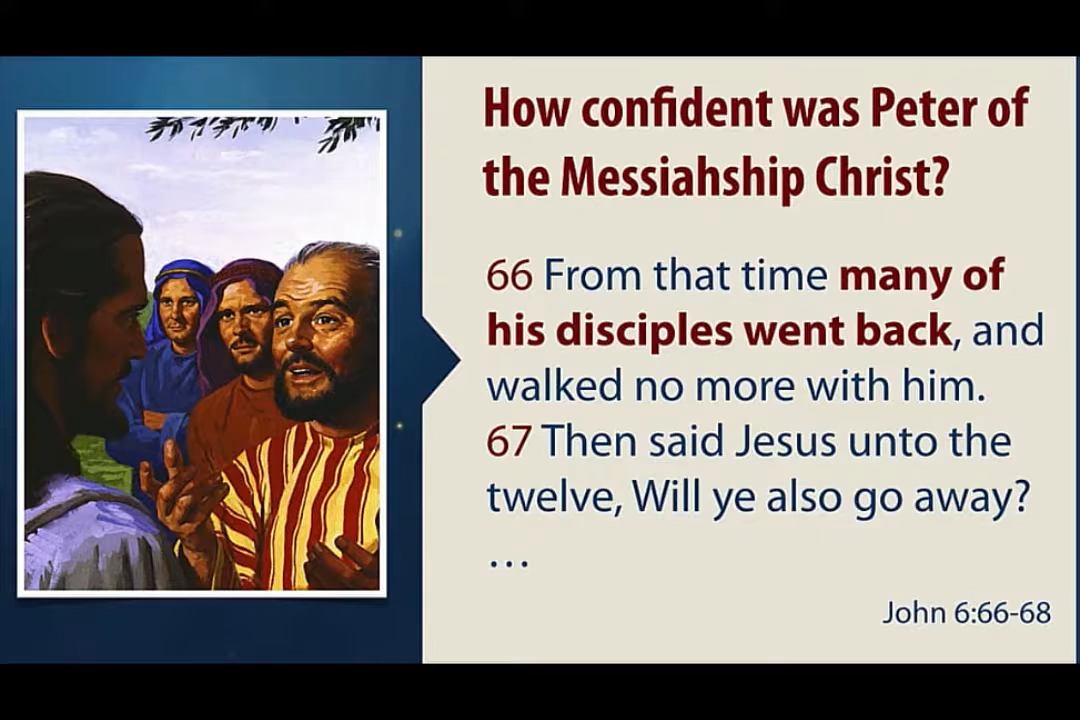 How confident was Peter of
the Messiahship Christ?
66 From that time many of
his disciples went back, and
walked no more with him.
67 Then said Jesus unto the
twelve, Will ye also go away?
...
John 6:66-68